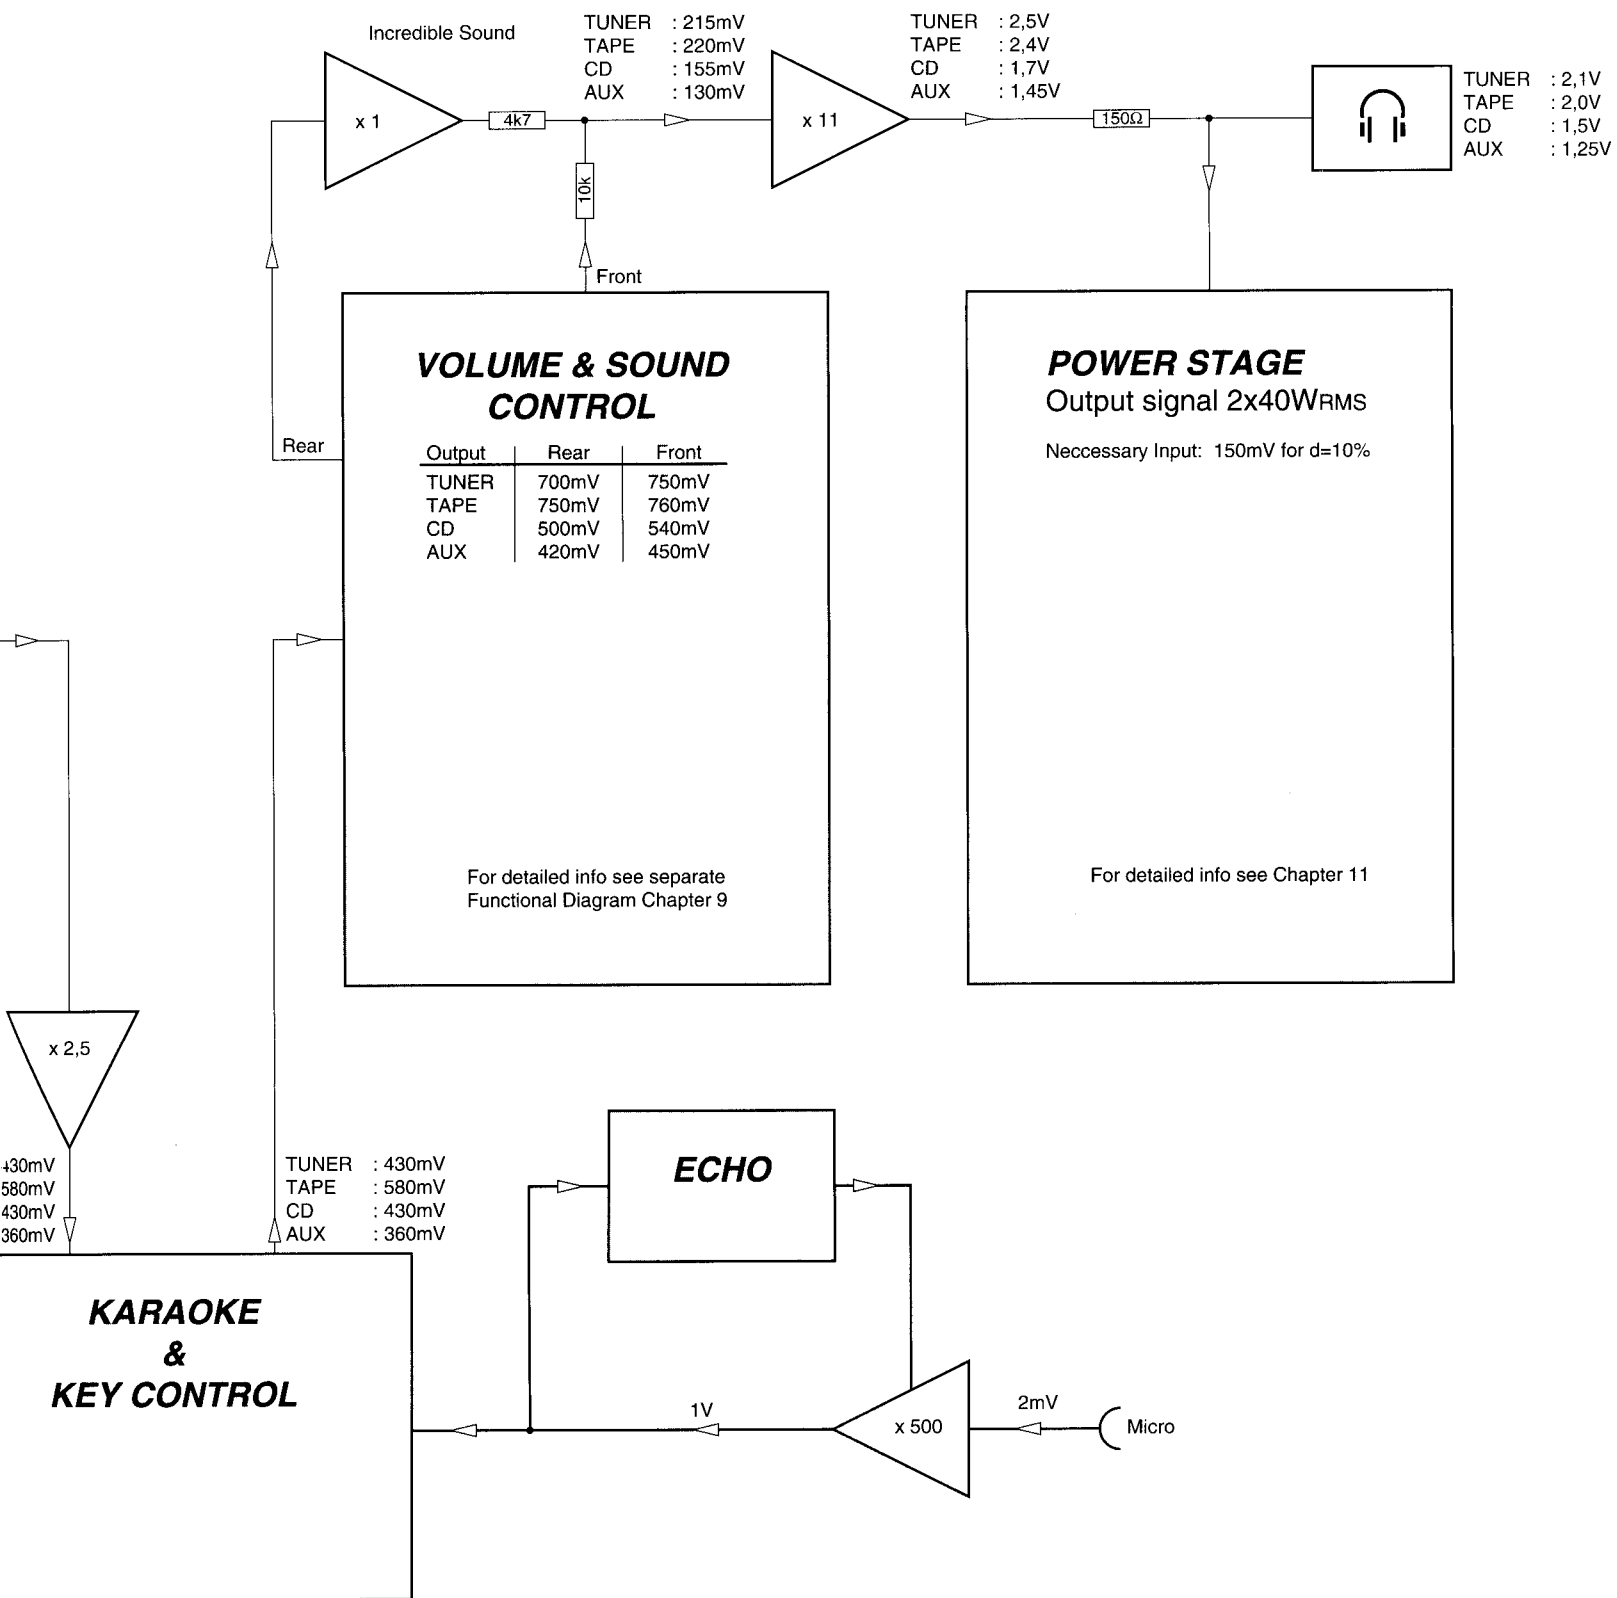 Incredible Sound
TUNER : 215mV
TAPE : 220mV
CD : 155mV
AUX : 130mV
TUNER : 2,5V
TAPE : 2,4V
CD : 1,7V
AUX : 1,45V
TUNER : 2,1V
TAPE : 2,0V
CD : 1,5V
AUX : 1,25V
x 1
4k7
x 11
150Ω
10k
Front
Rear
VOLUME & SOUND
CONTROL
Output Rear Front
TUNER 700mV 750mV
TAPE 750mV 760mV
CD 500mV 540mV
AUX 420mV 450mV
For detailed info see separate
Functional Diagram Chapter 9
POWER STAGE
Output signal 2x40WRMS
Neccessary Input: 150mV for d=10%
For detailed info see Chapter 11
x 2,5
430mV
580mV
430mV
360mV
TUNER : 430mV
TAPE : 580mV
CD : 430mV
AUX : 360mV
ECHO
KARAOKE
&
KEY CONTROL
1V
x 500
2mV
Micro